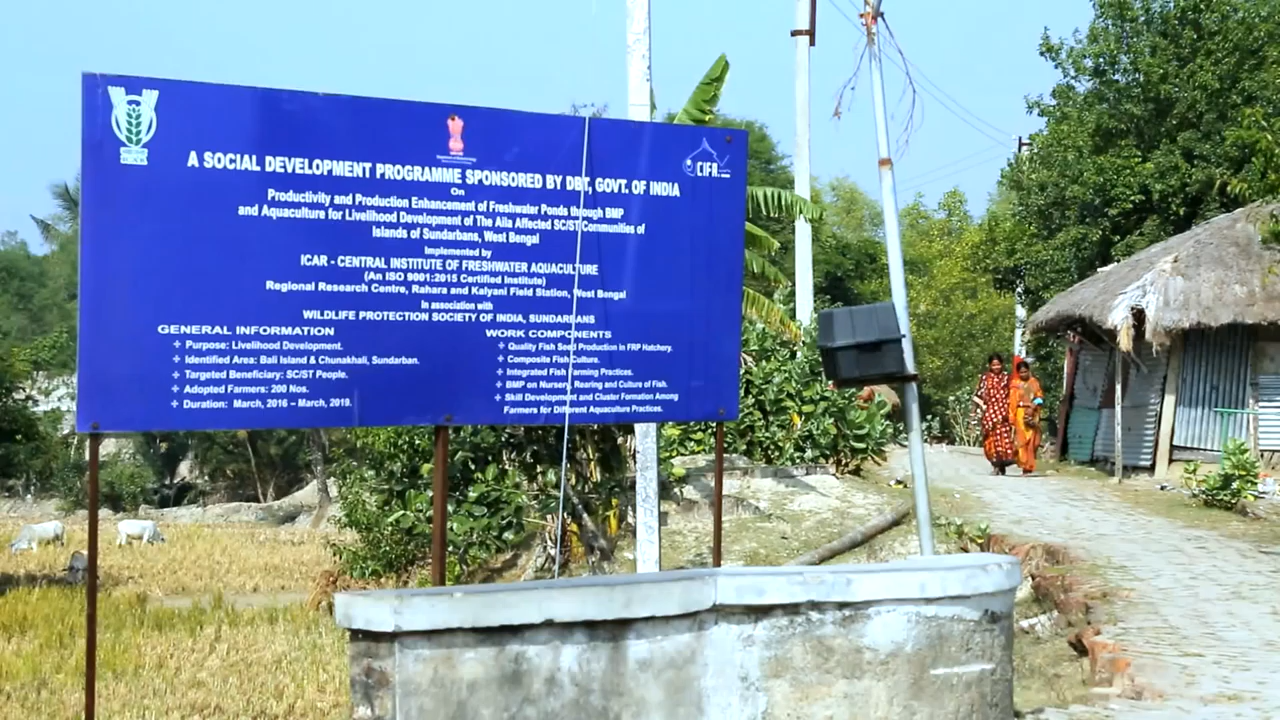 ICAR
CIFA
A SOCIAL DEVELOPMENT PROGRAMME SPONSORED BY DBT, GOVT. OF INDIA
On
Productivity and Production Enhancement of Freshwater Ponds through BMP
and Aquaculture for Livelihood Development of The Aila Affected SC/ST Communities of
Islands of Sundarbans, West Bengal
Implemented by
ICAR - CENTRAL INSTITUTE OF FRESHWATER AQUACULTURE
(An ISO 9001:2015 Certified Institute)
Regional Research Centre, Rahara and Kalyani Field Station, West Bengal
In association with
WILDLIFE PROTECTION SOCIETY OF INDIA, SUNDARBANS
GENERAL INFORMATION
Purpose: Livelihood Development.
Identified Area: Bali Island & Chunakhali, Sundarban.
Targeted Beneficiary: SC/ST People.
Adopted Farmers: 200 Nos.
Duration: March, 2016 – March, 2019.
WORK COMPONENTS
Quality Fish Seed Production in FRP Hatchery.
Composite Fish Culture.
Integrated Fish Farming Practices.
BMP on Nursery, Rearing and Culture of Fish.
Skill Development and Cluster Formation Among
Farmers for Different Aquaculture Practices.